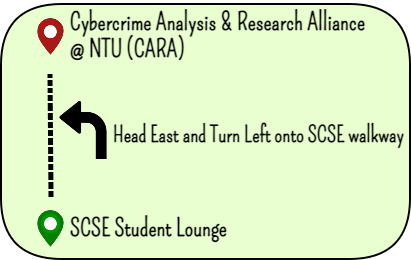 Cybercrime Analysis & Research Alliance
@ NTU (CARA)
Head East and Turn Left onto SCSE walkway
SCSE Student Lounge